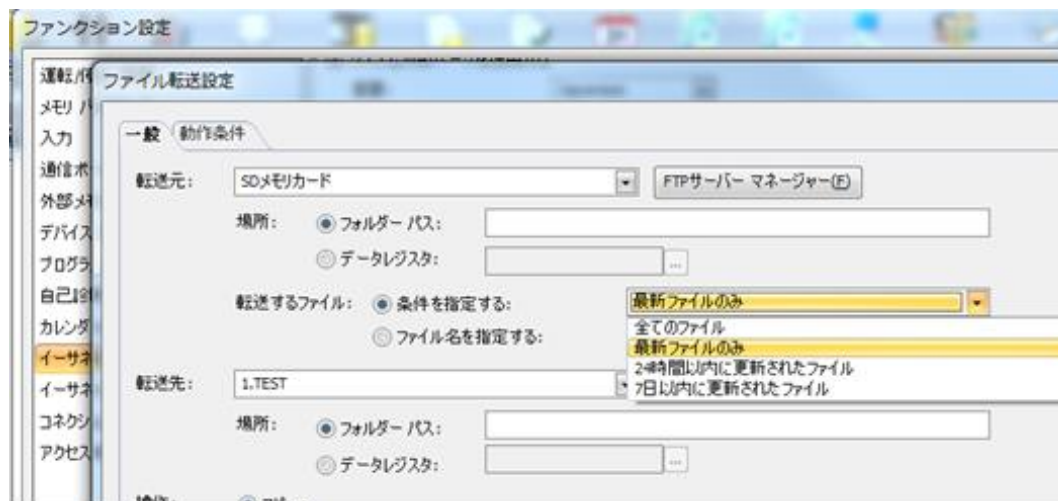 ファンクション設定
運転/
メモリ
入力
通信ポ
外部メ
デバイス
プログラ
自己診
カレンダ
イーサネ
イーサネ
コネクシ
アクセス
ファイル転送設定
一般 動作条件
転送元: SDメモリカード FTPサーバー マネージャー(F)
場所: フォルダー パス:
データレジスタ: ...
転送するファイル: 条件を指定する: 最新ファイルのみ
ファイル名を指定する:
全てのファイル
最新ファイルのみ
24時間以内に更新されたファイル
7日以内に更新されたファイル
転送先: 1.TEST
場所: フォルダー パス:
データレジスタ: ...